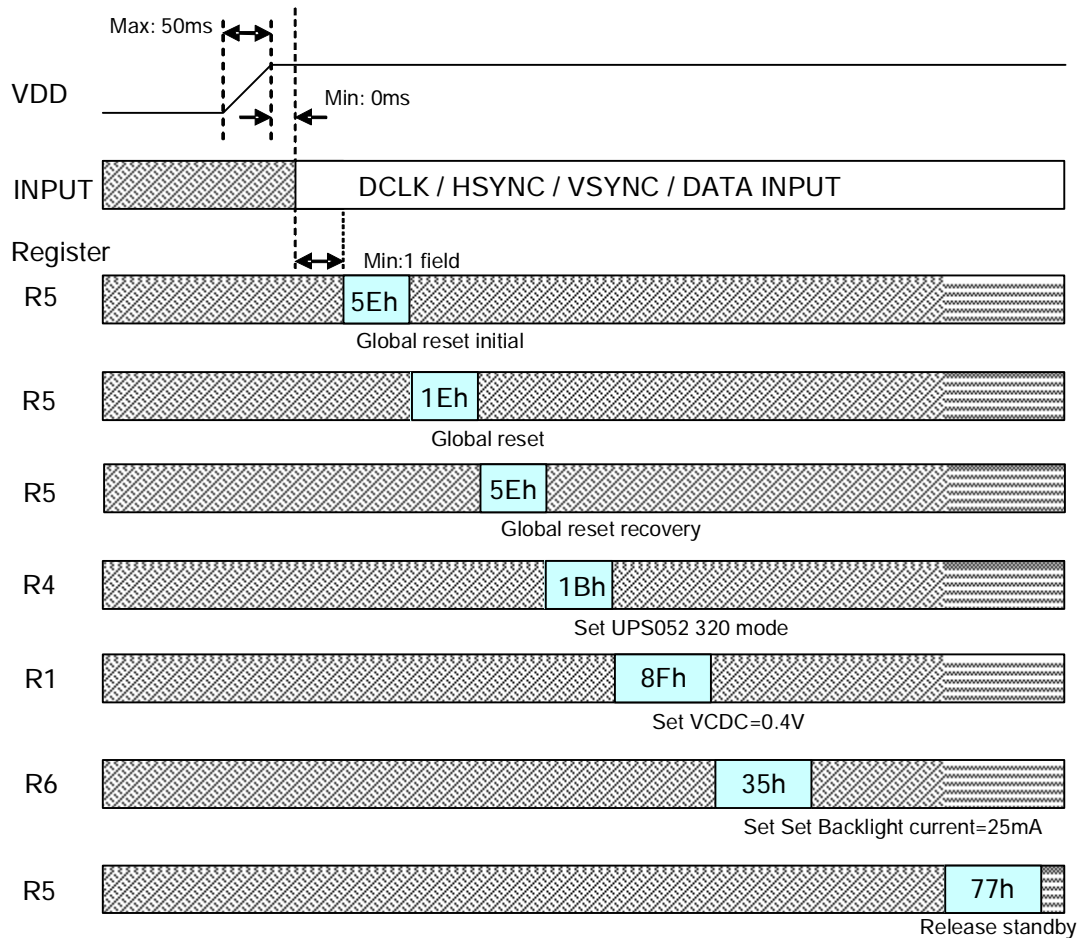 Max: 50ms
VDD
Min: 0ms
INPUT
DCLK / HSYNC / VSYNC / DATA INPUT
Register
Min:1 field
R5
5Eh
Global reset initial
R5
1Eh
Global reset
R5
5Eh
Global reset recovery
R4
1Bh
Set UPS052 320 mode
R1
8Fh
Set VCDC=0.4V
R6
35h
Set Set Backlight current=25mA
R5
77h
Release standby